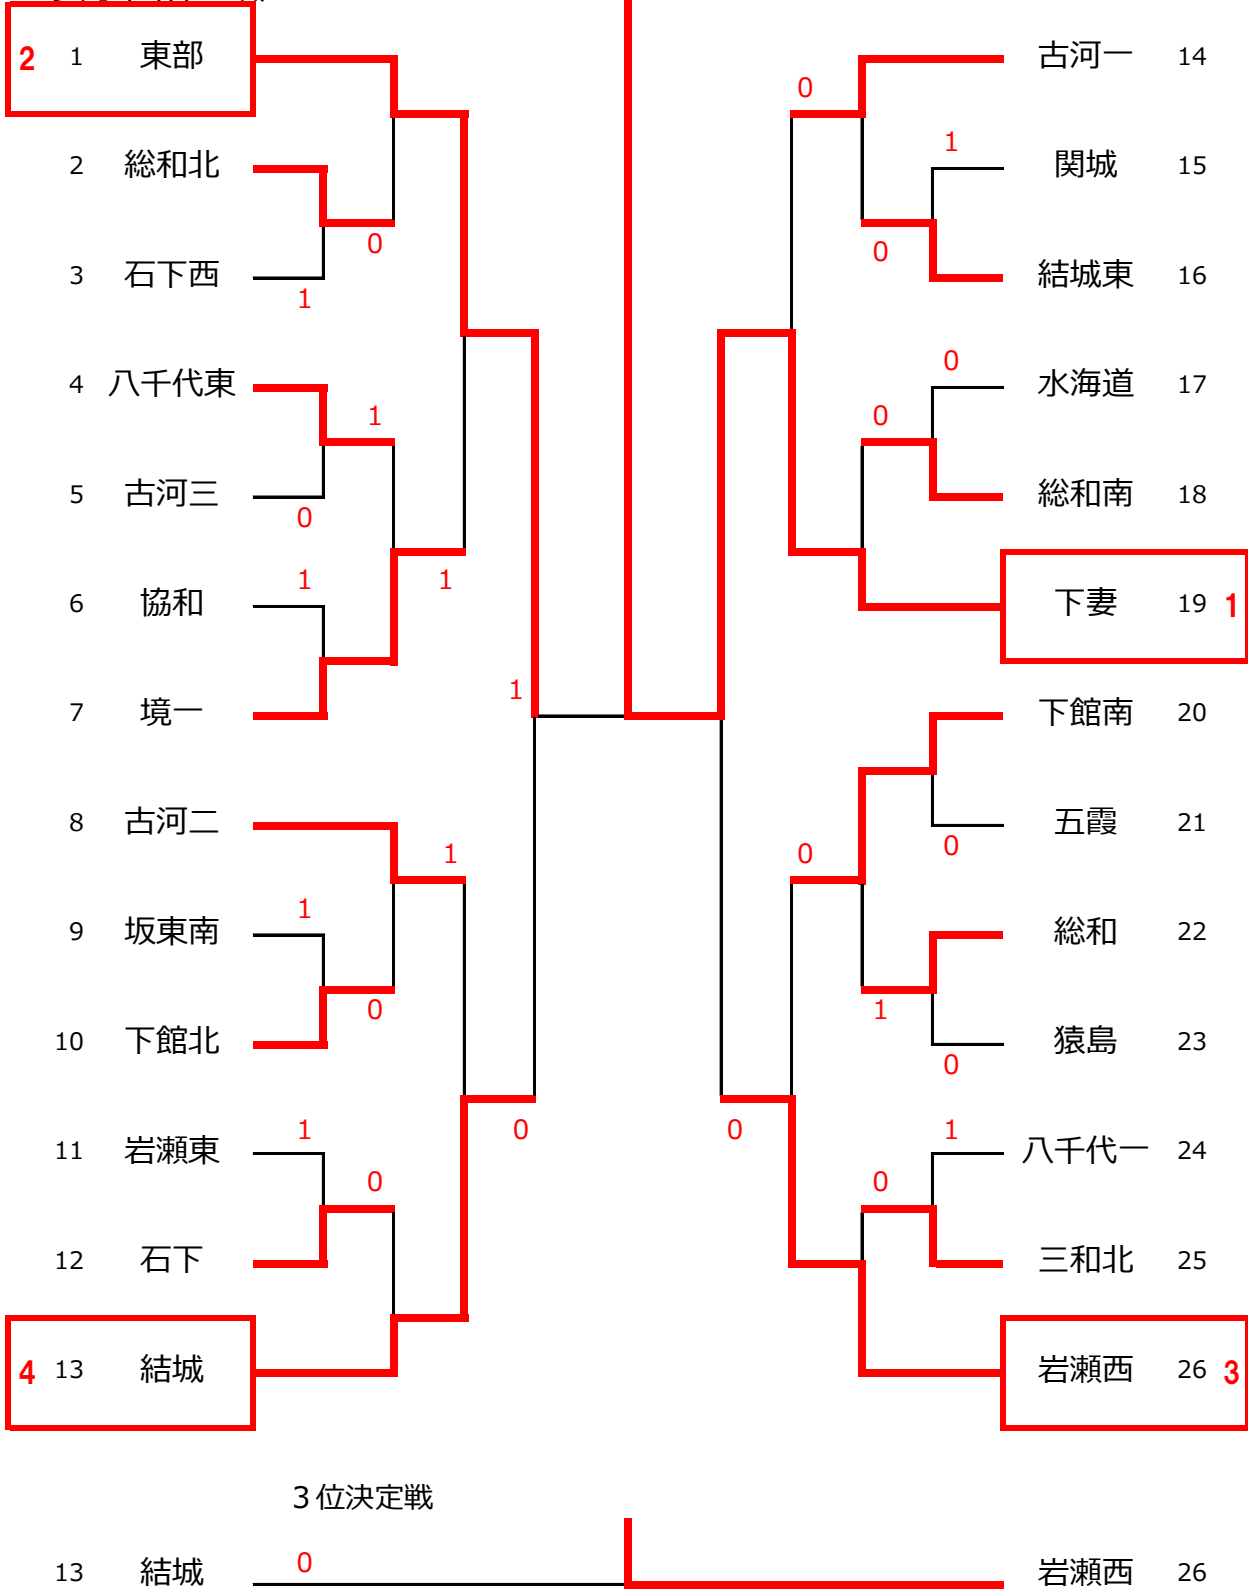 2 1 東部
古河一 14
0
1
2 総和北
関城 15
0
0
3 石下西
結城東 16
1
0
4 八千代東
水海道 17
1
0
5 古河三
総和南 18
0
1
1
6 協和
下妻 19 1
1
7 境一
下館南 20
8 古河二
五霞 21
1
0
0
1
9 坂東南
総和 22
0
1
10 下館北
猿島 23
0
0
0
1
1
11 岩瀬東
八千代一 24
0
0
12 石下
三和北 25
4 13 結城
岩瀬西 26 3
３位決定戦
13 結城 0
岩瀬西 26